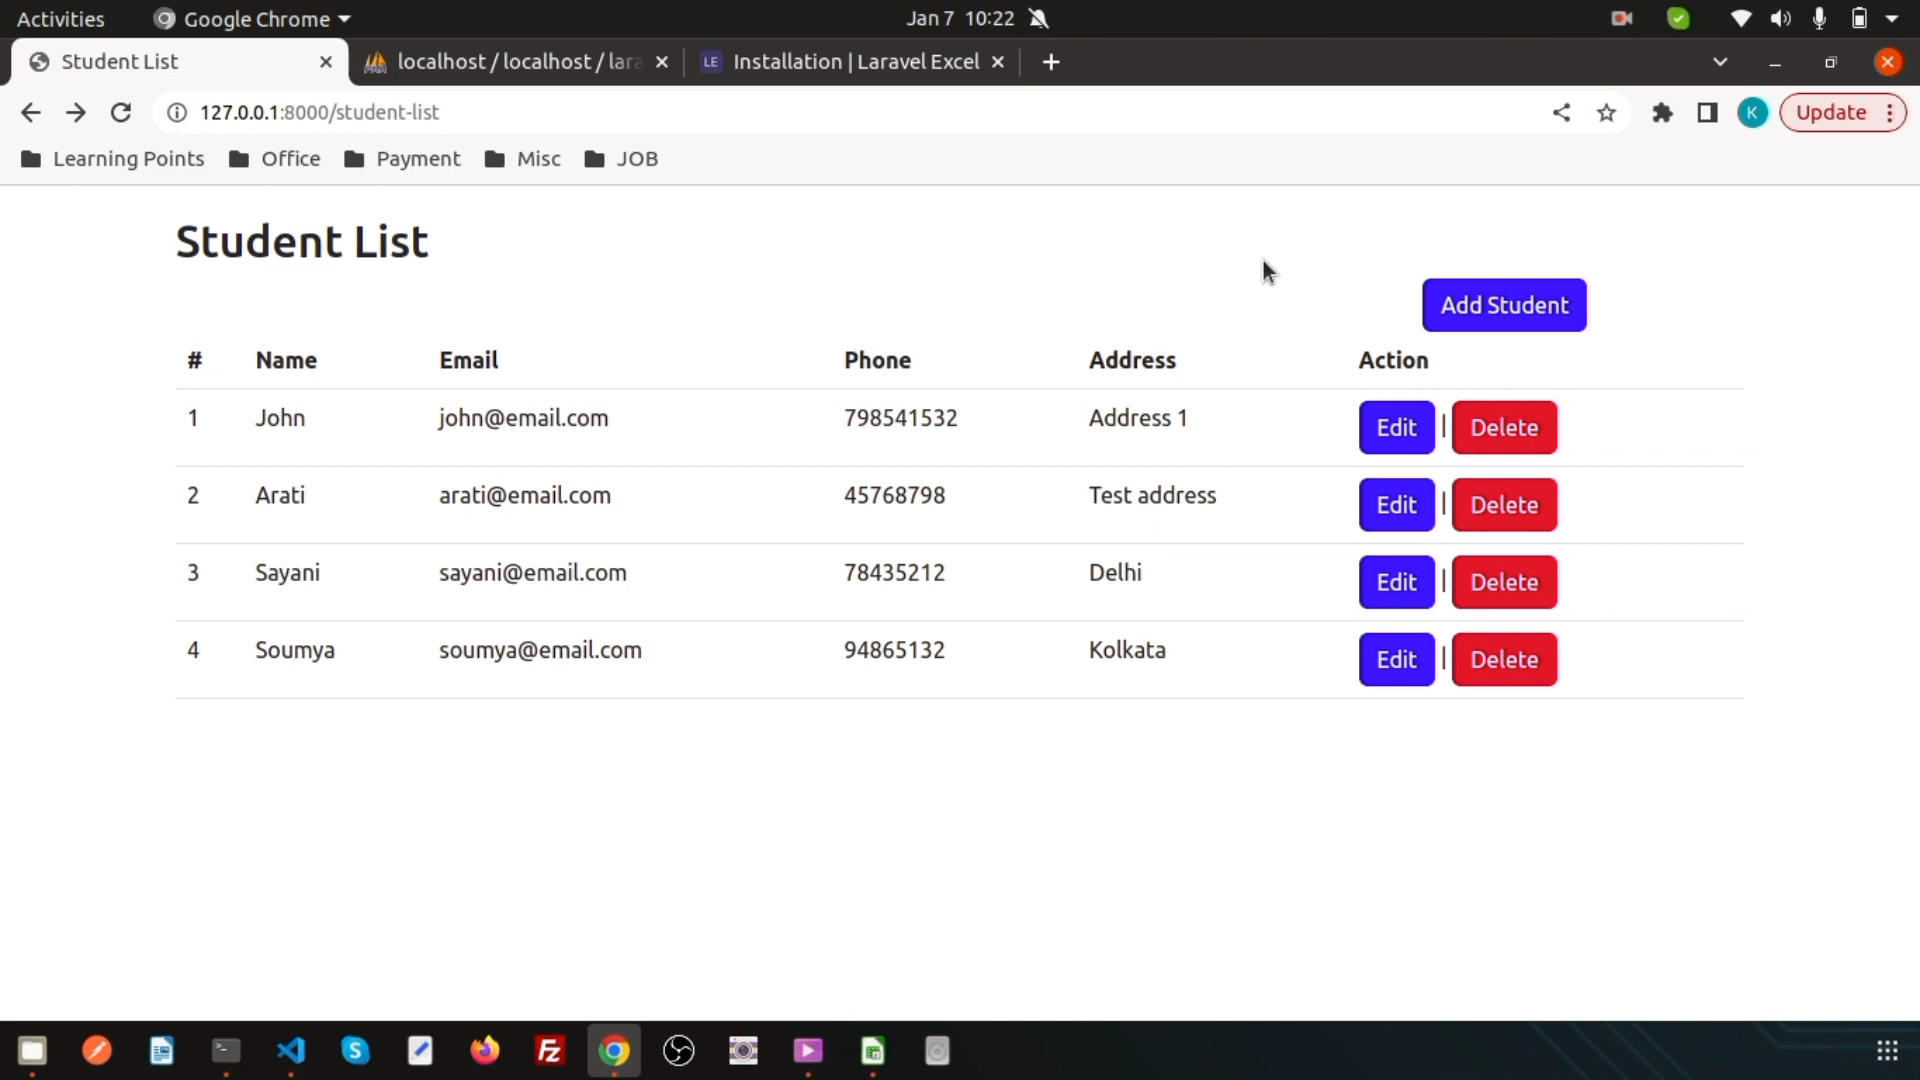 Activities Google Chrome Jan 7 10:22
Student List localhost / localhost / lara Installation | Laravel Excel
127.0.0.1:8000/student-list K Update
Learning Points Office Payment Misc JOB
Student List
Add Student
# Name Email Phone Address Action
1 John john@email.com 798541532 Address 1 Edit | Delete
2 Arati arati@email.com 45768798 Test address Edit | Delete
3 Sayani sayani@email.com 78435212 Delhi Edit | Delete
4 Soumya soumya@email.com 94865132 Kolkata Edit | Delete